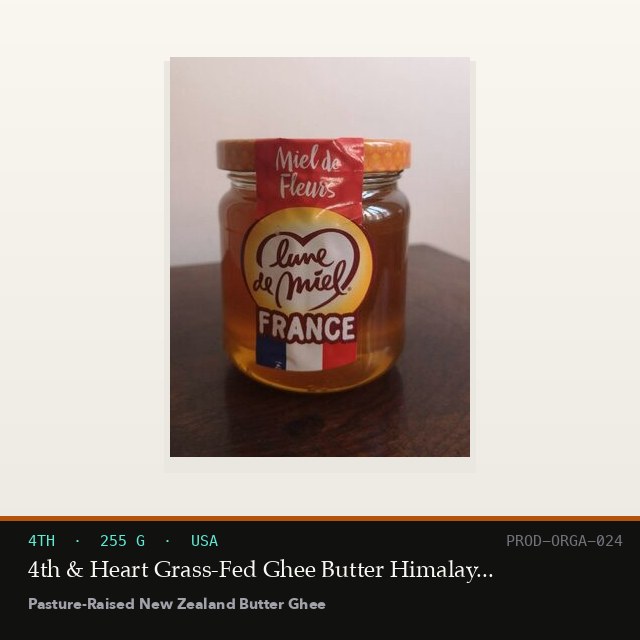 Miel de
Fleurs
lune
de miel
FRANCE
4TH · 255 G · USA
PROD–ORGA–024
4th & Heart Grass-Fed Ghee Butter Himalay...
Pasture-Raised New Zealand Butter Ghee